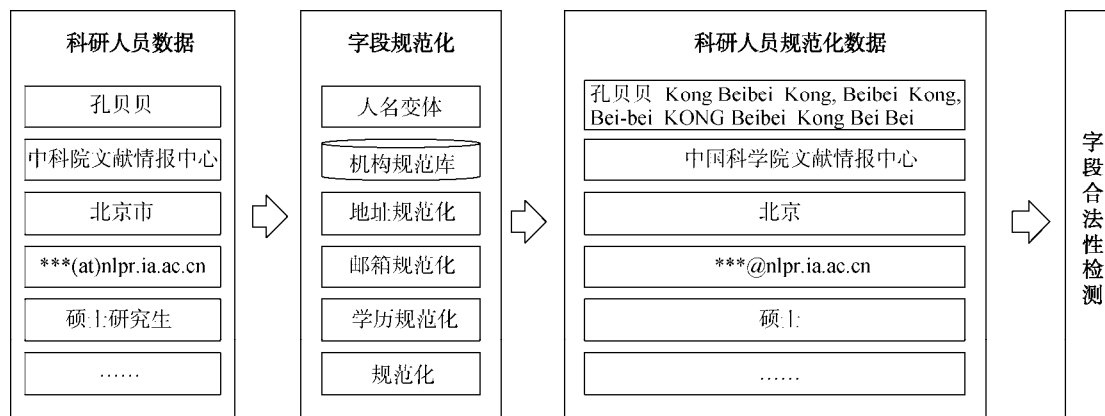 科研人员数据
孔贝贝
中科院文献情报中心
北京市
***(at)nlpr.ia.ac.cn
硕士研究生
……
字段规范化
人名变体
机构规范库
地址规范化
邮箱规范化
学历规范化
规范化
科研人员规范化数据
孔贝贝 Kong Beibei Kong, Beibei Kong,
Bei-bei KONG Beibei Kong Bei Bei
中国科学院文献情报中心
北京
***@nlpr.ia.ac.cn
硕士
……
字段合法性检测